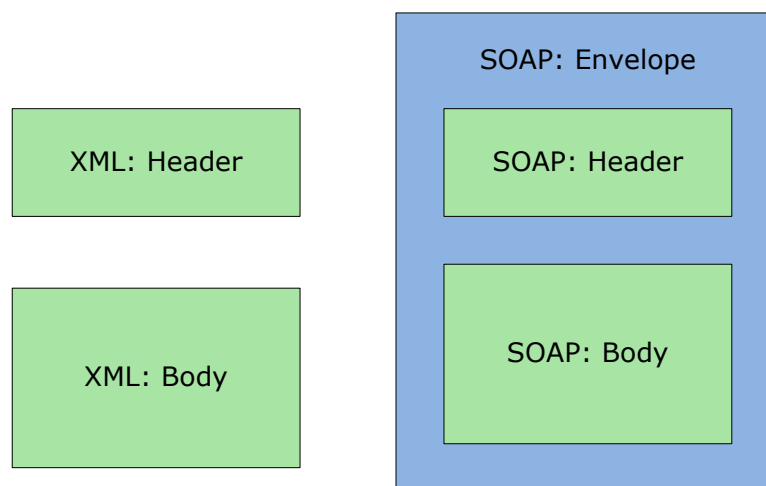 SOAP: Envelope
XML: Header
SOAP: Header
XML: Body
SOAP: Body